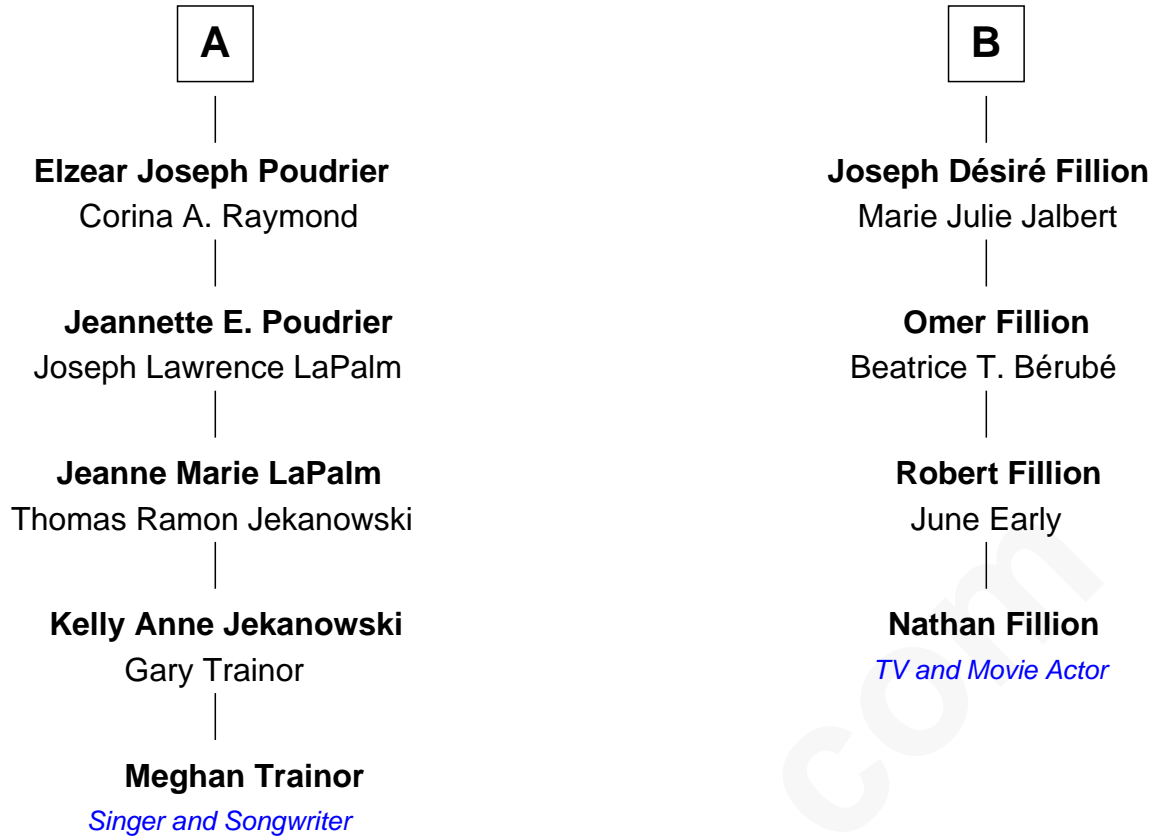 A
Elzear Joseph Poudrier
Corina A. Raymond
Jeannette E. Poudrier
Joseph Lawrence LaPalm
Jeanne Marie LaPalm
Thomas Ramon Jekanowski
Kelly Anne Jekanowski
Gary Trainor
Meghan Trainor
Singer and Songwriter
B
Joseph Désiré Fillion
Marie Julie Jalbert
Omer Fillion
Beatrice T. Bérubé
Robert Fillion
June Early
Nathan Fillion
TV and Movie Actor
com